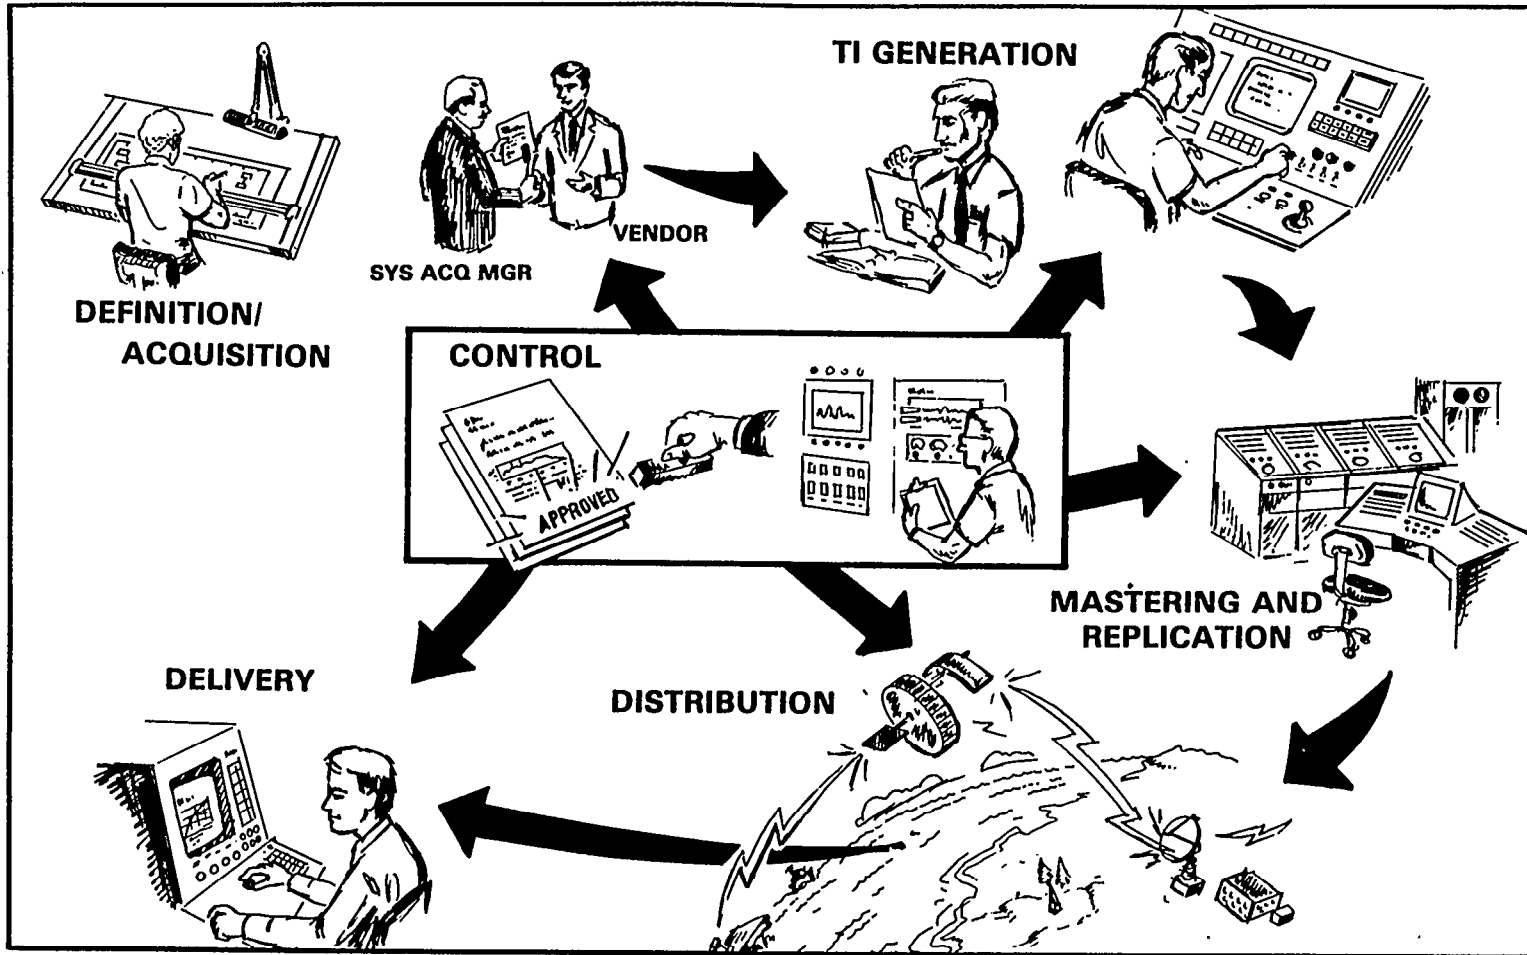 TI GENERATION
VENDOR
SYS ACQ MGR
DEFINITION/
ACQUISITION
CONTROL
APPROVED
MASTERING AND
REPLICATION
DELIVERY
DISTRIBUTION